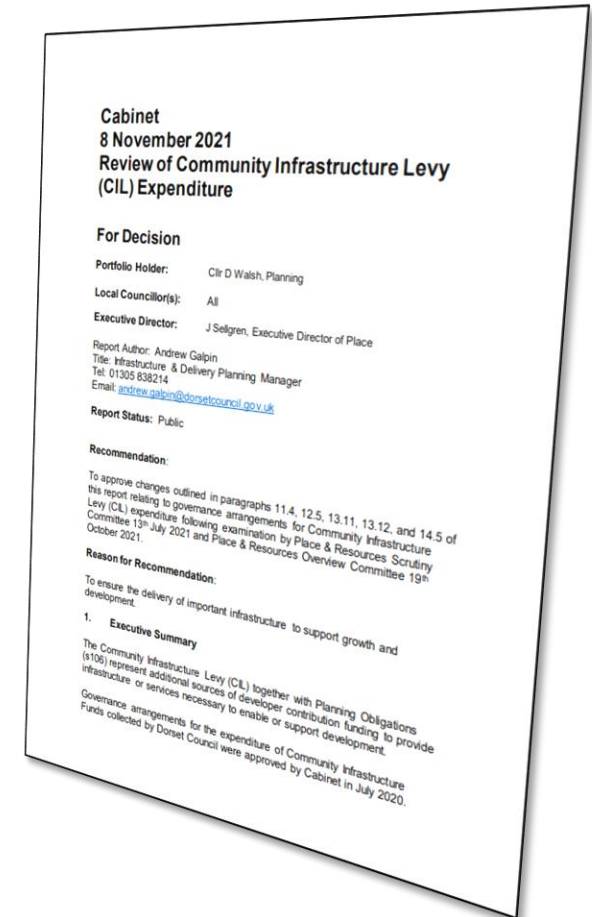 Cabinet
8 November 2021
Review of Community Infrastructure Levy
(CIL) Expenditure
For Decision
Portfolio Holder: Cllr D Walsh, Planning
Local Councillor(s): All
Executive Director: J Sellgren, Executive Director of Place
Report Author: Andrew Galpin
Title: Infrastructure & Delivery Planning Manager
Tel: 01305 838214
Email: andrew.galpin@dorsetcouncil.gov.uk
Report Status: Public
Recommendation:
To approve changes outlined in paragraphs 11.4, 12.5, 13.11, 13.12, and 14.5 of
this report relating to governance arrangements for Community Infrastructure
Levy (CIL) expenditure following examination by Place & Resources Scrutiny
Committee 13th July 2021 and Place & Resources Overview Committee 19th
October 2021.
Reason for Recommendation:
To ensure the delivery of important infrastructure to support growth and
development.
1. Executive Summary
The Community Infrastructure Levy (CIL) together with Planning Obligations
(s106) represent additional sources of developer contribution funding to provide
infrastructure or services necessary to enable or support development.
Governance arrangements for the expenditure of Community Infrastructure
Funds collected by Dorset Council were approved by Cabinet in July 2020.